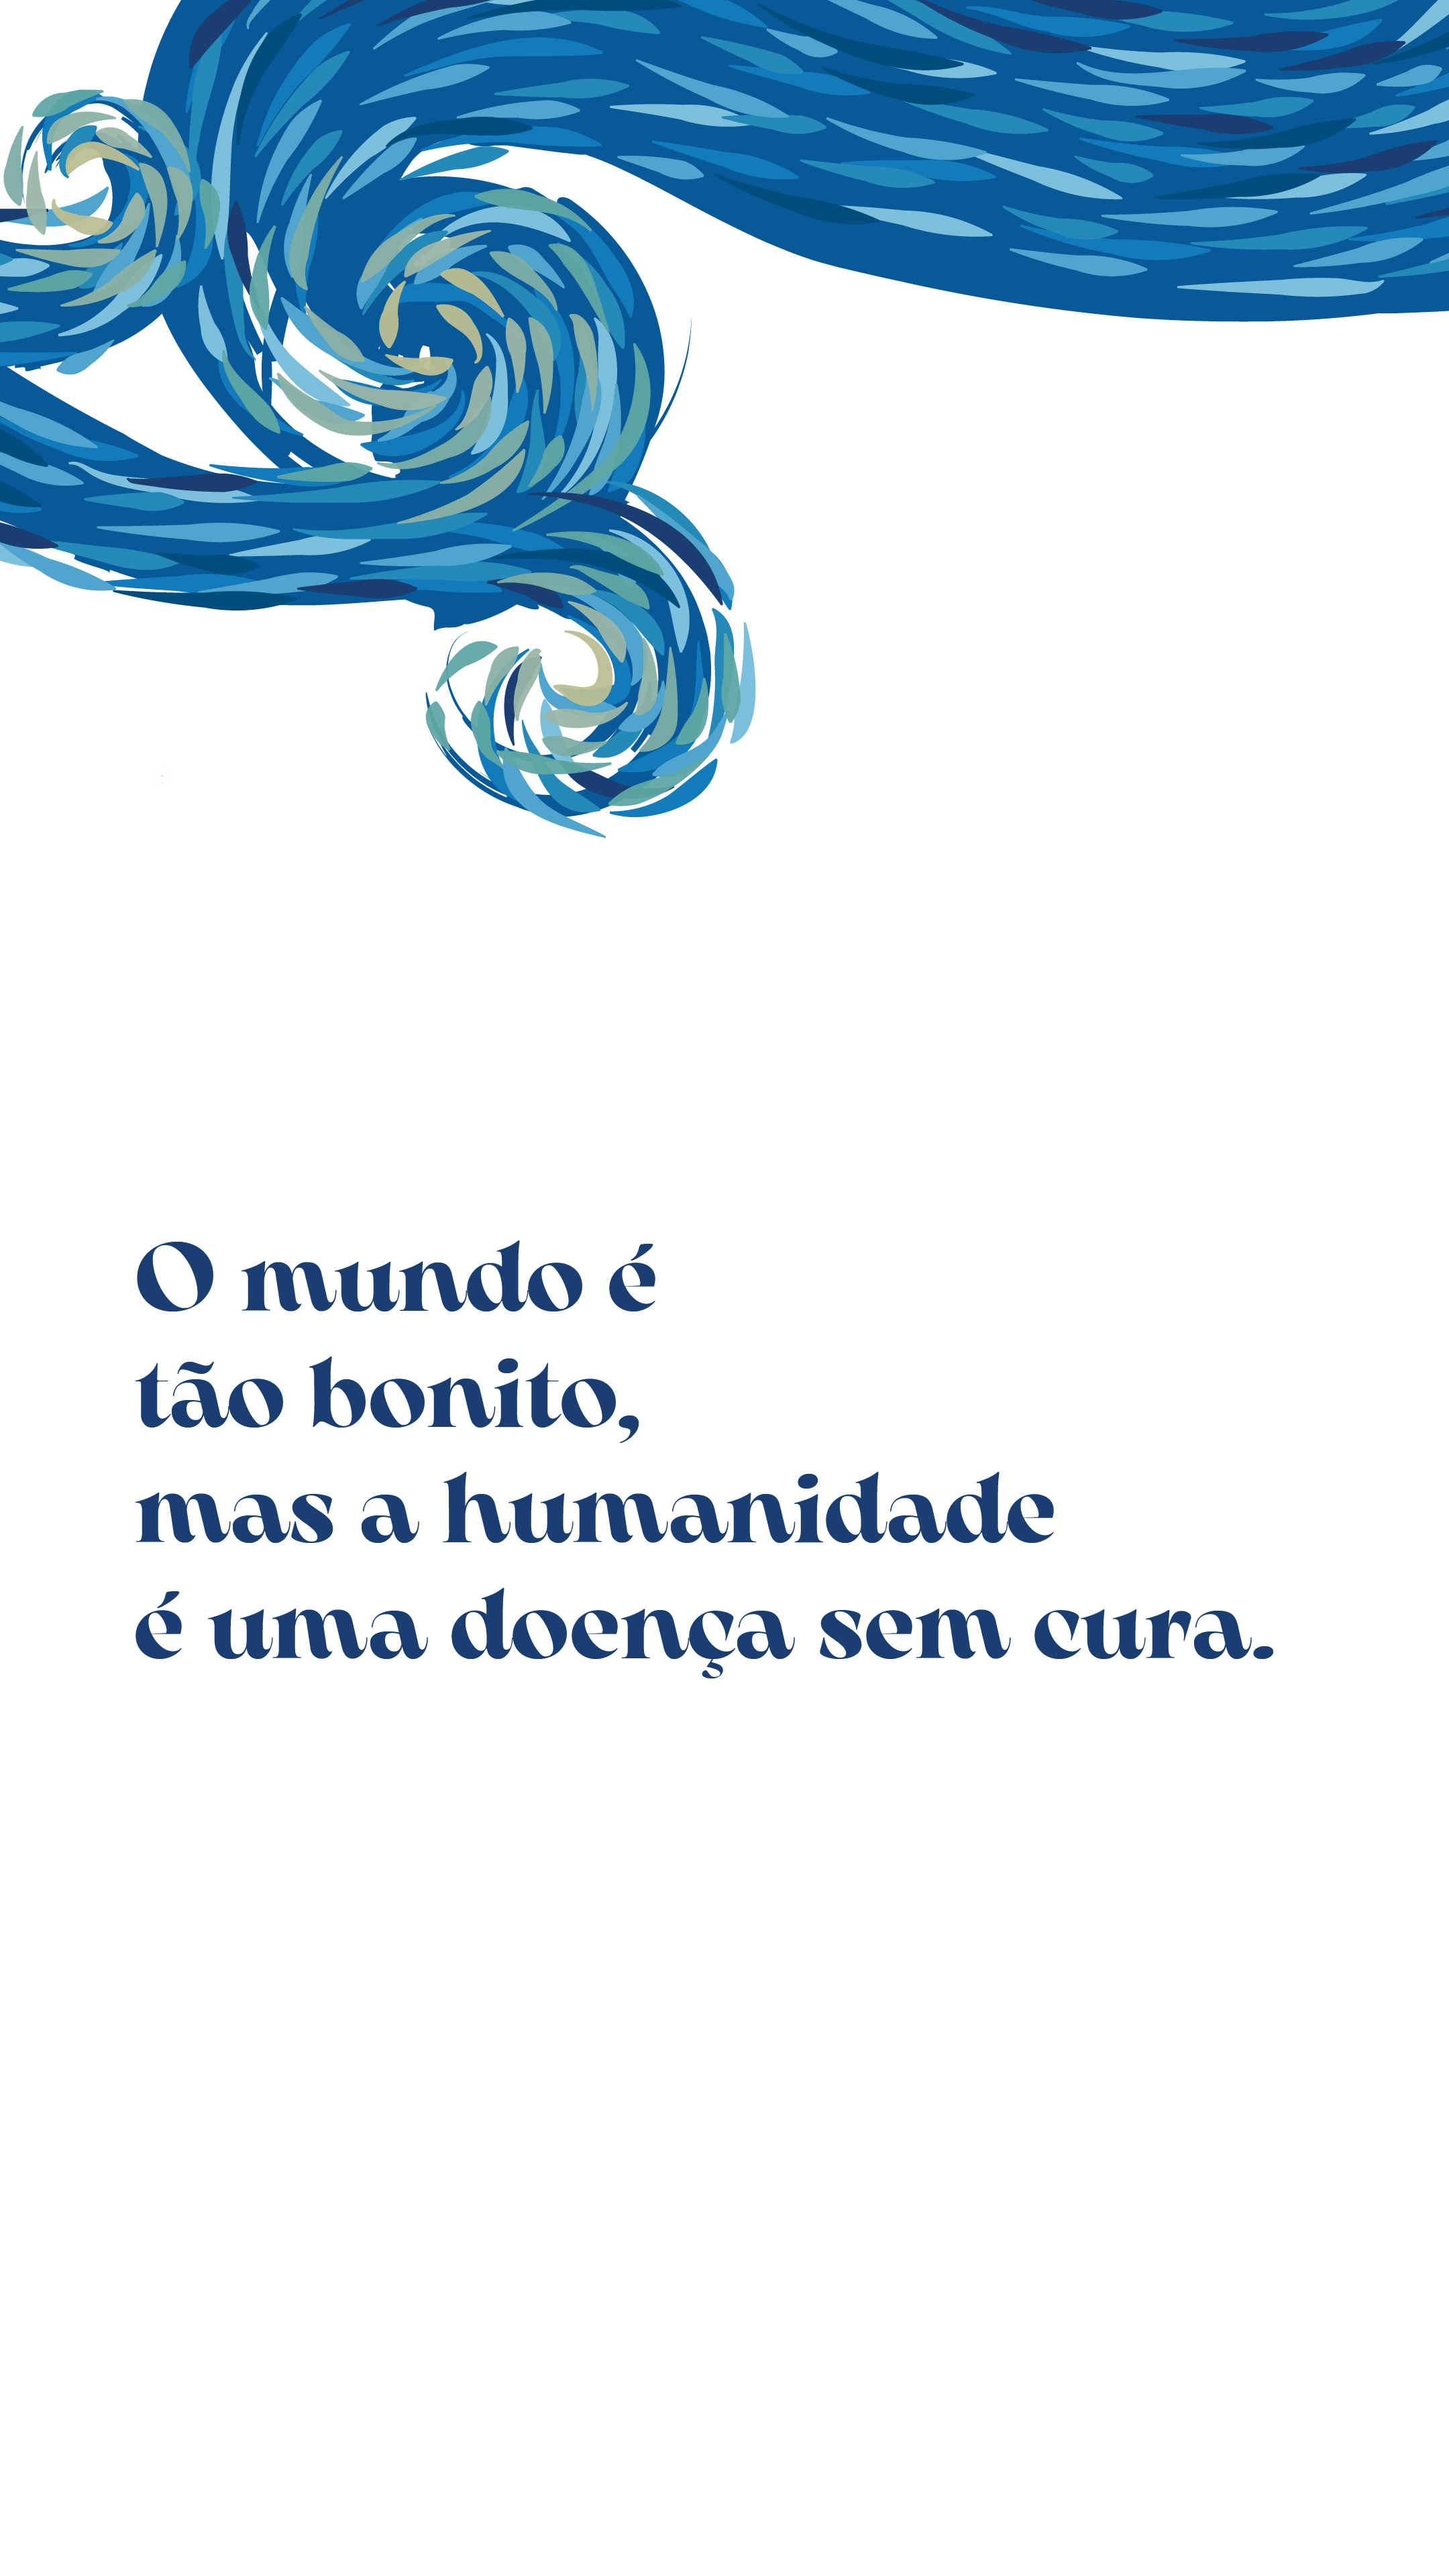 O mundo é
tão bonito,
mas a humanidade
é uma doença sem cura.